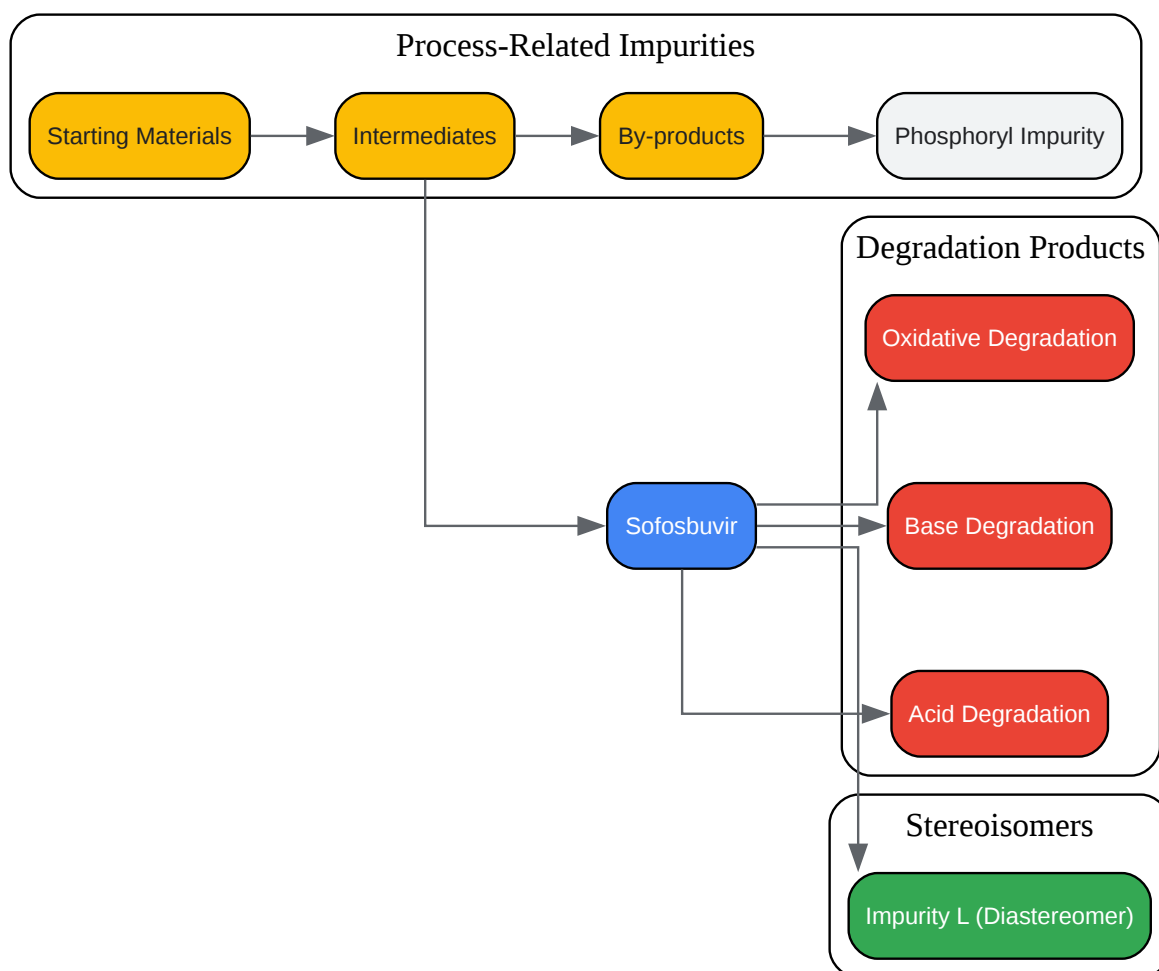 Process-Related Impurities
Starting Materials
Intermediates
By-products
Phosphoryl Impurity
Degradation Products
Oxidative Degradation
Sofosbuvir
Base Degradation
Acid Degradation
Stereoisomers
Impurity L (Diastereomer)